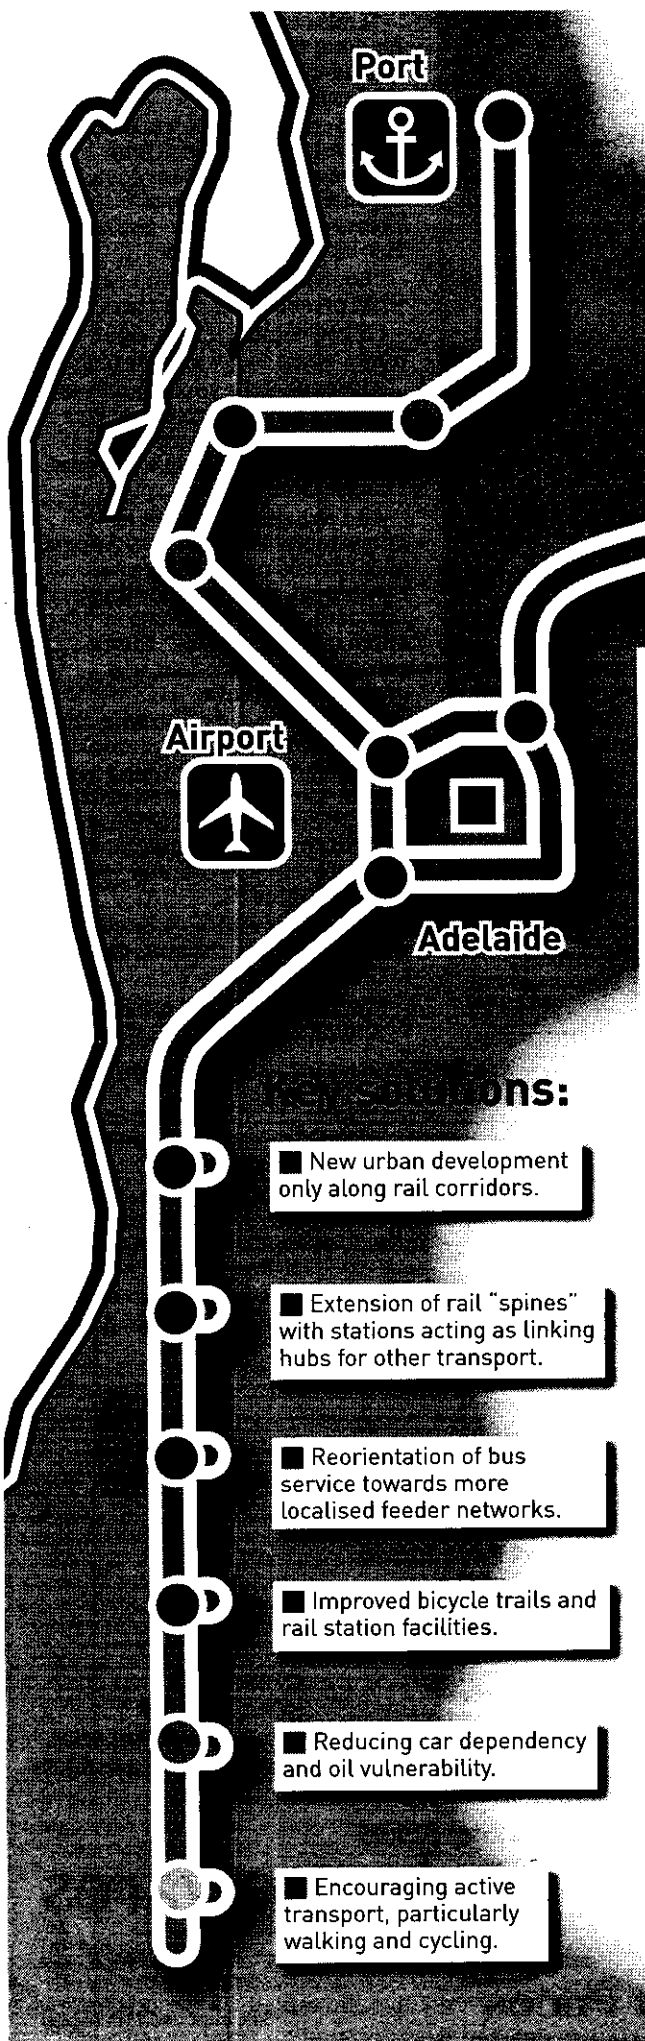 Port
Airport
Adelaide
Key solutions:
■ New urban development
only along rail corridors.
■ Extension of rail “spines”
with stations acting as linking
hubs for other transport.
■ Reorientation of bus
service towards more
localised feeder networks.
■ Improved bicycle trails and
rail station facilities.
■ Reducing car dependency
and oil vulnerability.
■ Encouraging active
transport, particularly
walking and cycling.